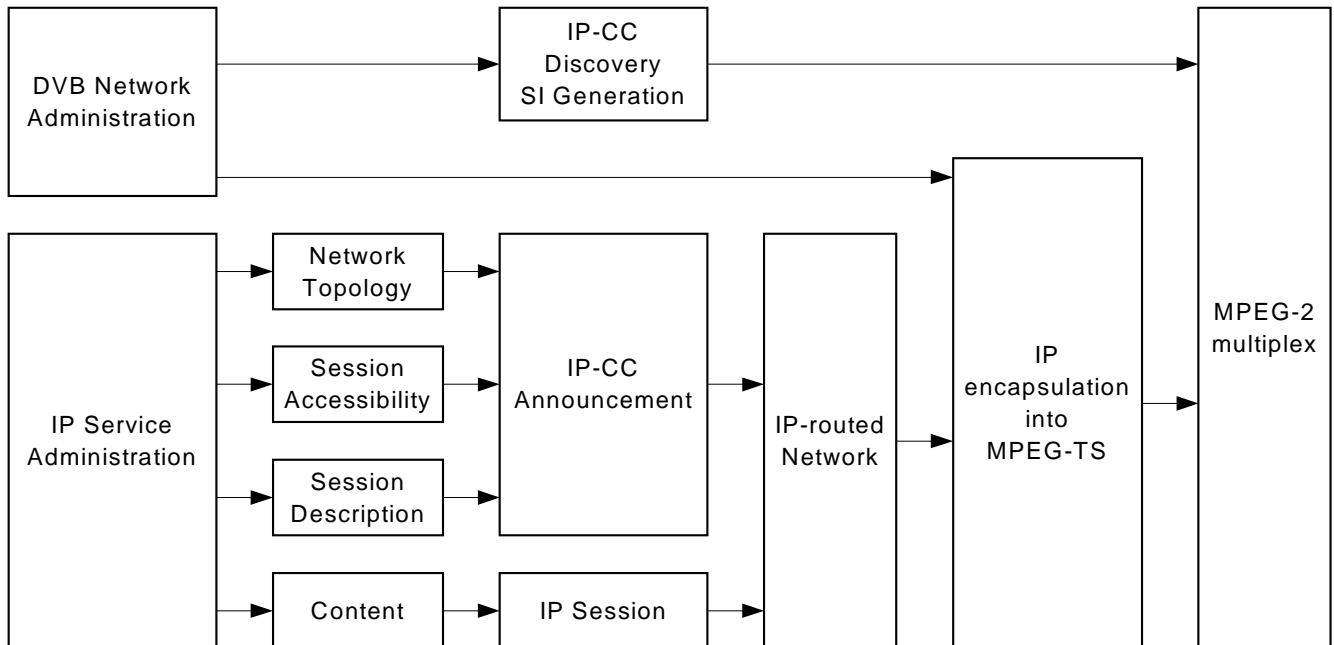 DVB Network
Administration
IP-CC
Discovery
SI Generation
IP Service
Administration
Network
Topology
Session
Accessibility
Session
Description
Content
IP-CC
Announcement
IP Session
IP-routed
Network
IP
encapsulation
into
MPEG-TS
MPEG-2
multiplex